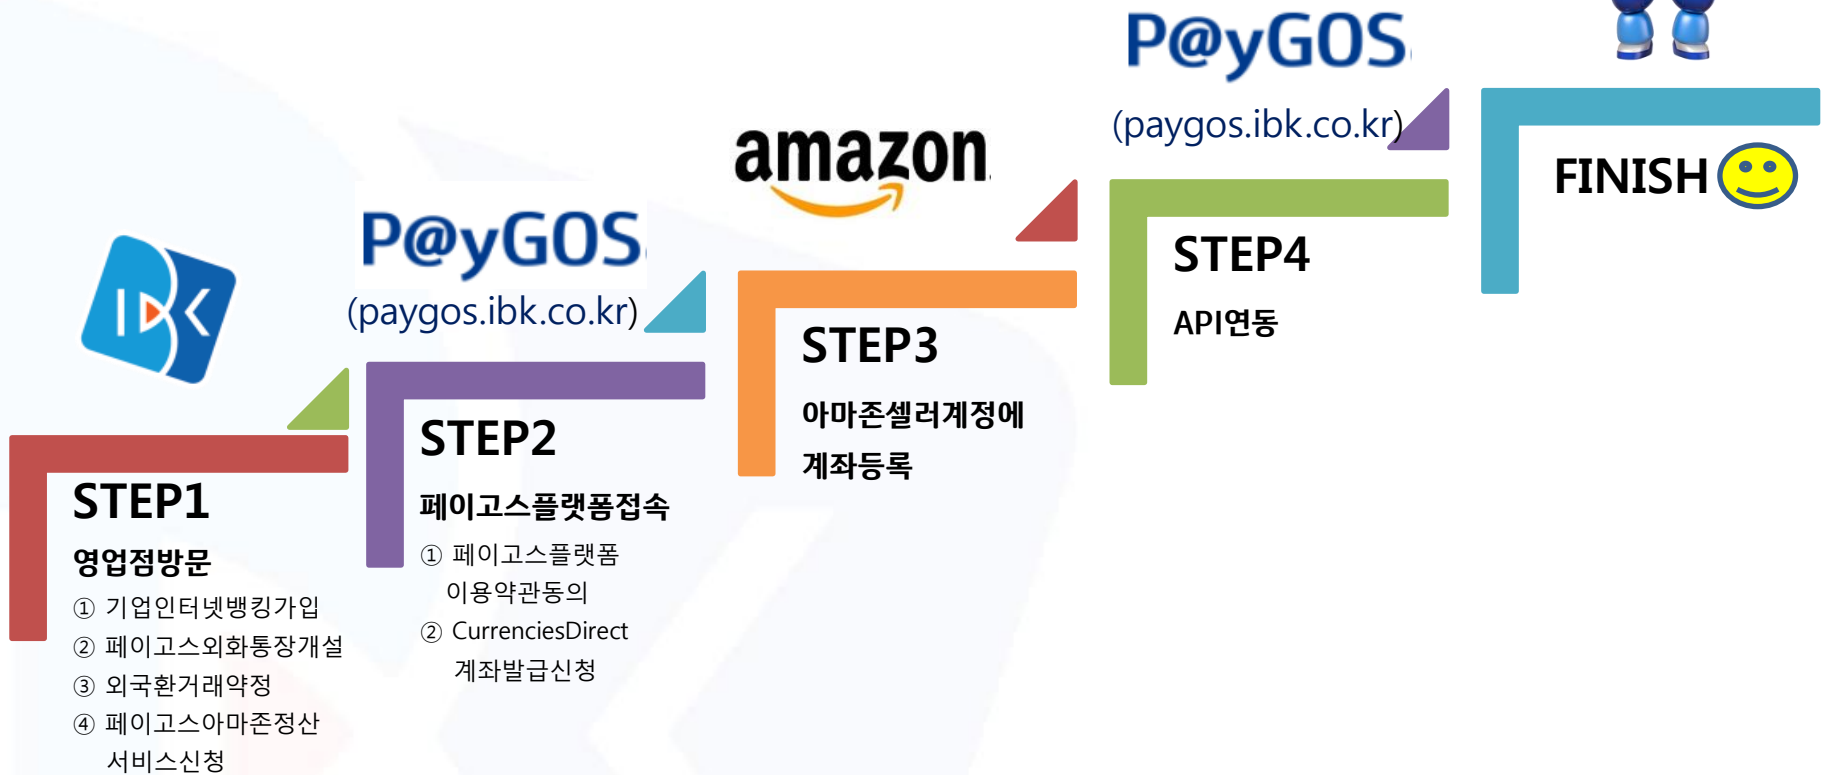 IBK
STEP1
영업점방문
① 기업인터넷뱅킹가입
② 페이고스외화통장개설
③ 외국환거래약정
④ 페이고스아마존정산
서비스신청
P@yGOS
(paygos.ibk.co.kr)
STEP2
페이고스플랫폼접속
① 페이고스플랫폼
이용약관동의
② CurrenciesDirect
계좌발급신청
amazon
STEP3
아마존셀러계정에
계좌등록
P@yGOS
(paygos.ibk.co.kr)
STEP4
API연동
FINISH